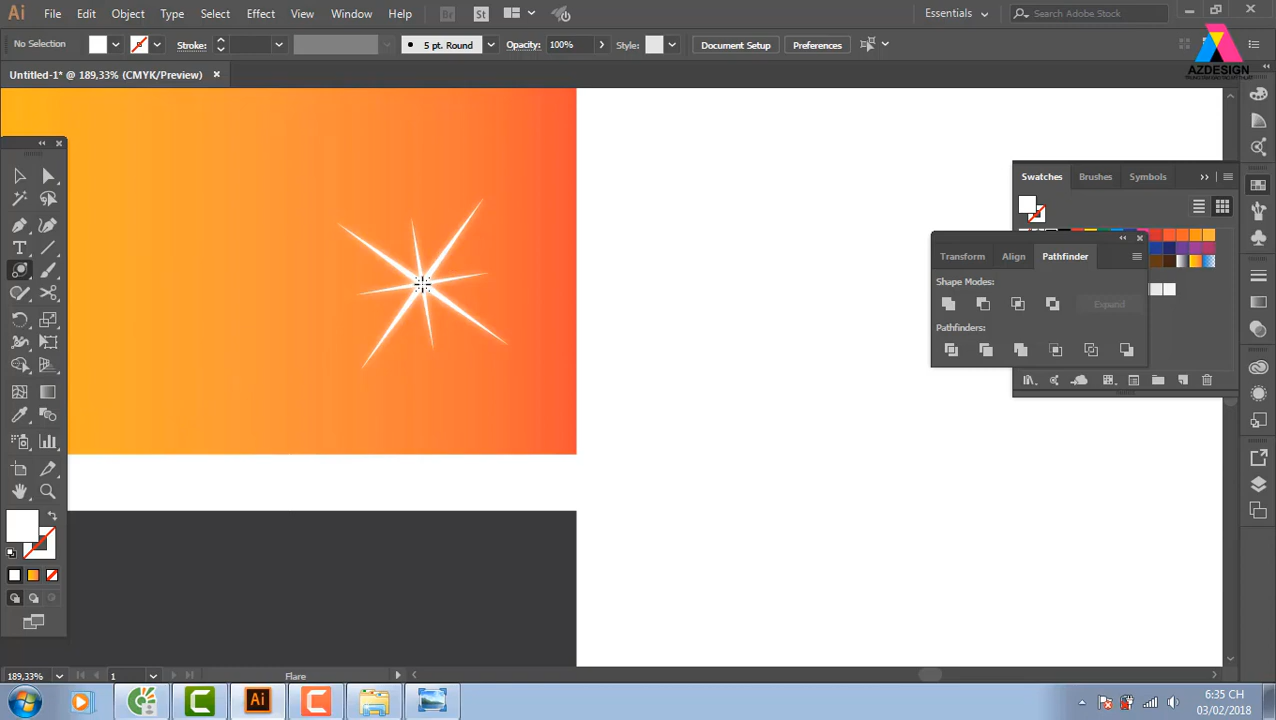 Ai File Edit Object Type Select Effect View Window Help Br St Essentials Search Adobe Stock
No Selection Stroke: 5 pt. Round Opacity: 100% Style: Document Setup Preferences
AZDESIGN
Untitled-1* @ 189,33% (CMYK/Preview)
Swatches Brushes Symbols
Transform Align Pathfinder
Shape Modes:
Expand
Pathfinders:
189,33% 1 Flare
Ai
6:35 CH
03/02/2018